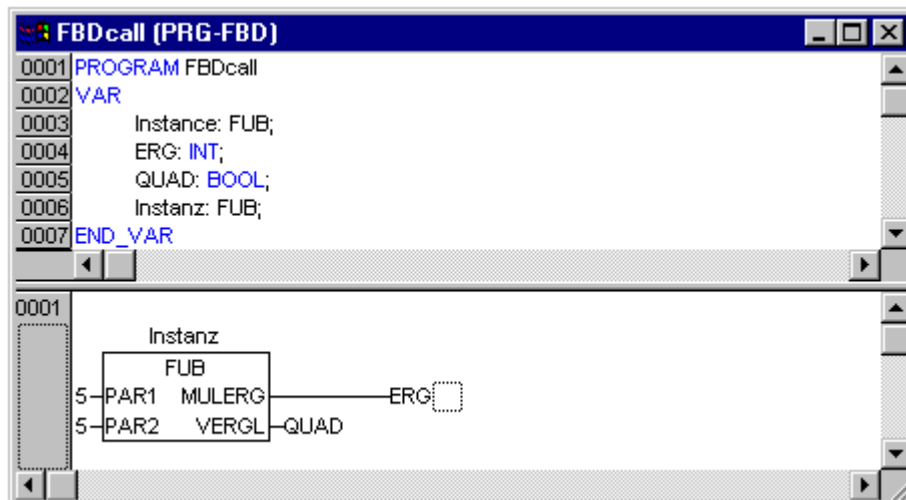 FBDcall (PRG-FBD)
0001 PROGRAM FBDcall
0002 VAR
0003 Instance: FUB;
0004 ERG: INT;
0005 QUAD: BOOL;
0006 Instanz: FUB;
0007 END_VAR
0001
Instanz
FUB
5 PAR1 MULERG ERG
5 PAR2 VERGL QUAD